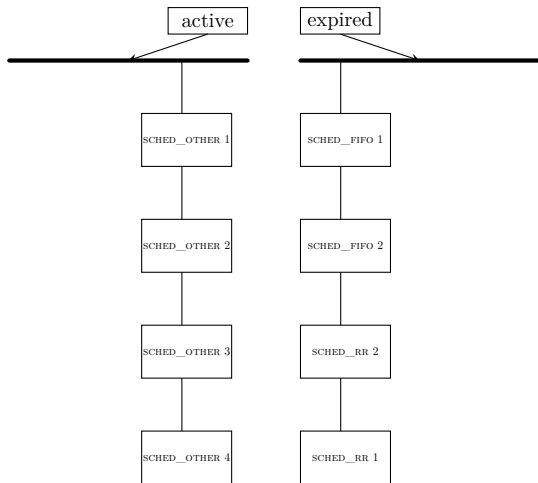 active
expired
SCHED_OTHER 1
SCHED_FIFO 1
SCHED_OTHER 2
SCHED_FIFO 2
SCHED_OTHER 3
SCHED_RR 2
SCHED_OTHER 4
SCHED_RR 1